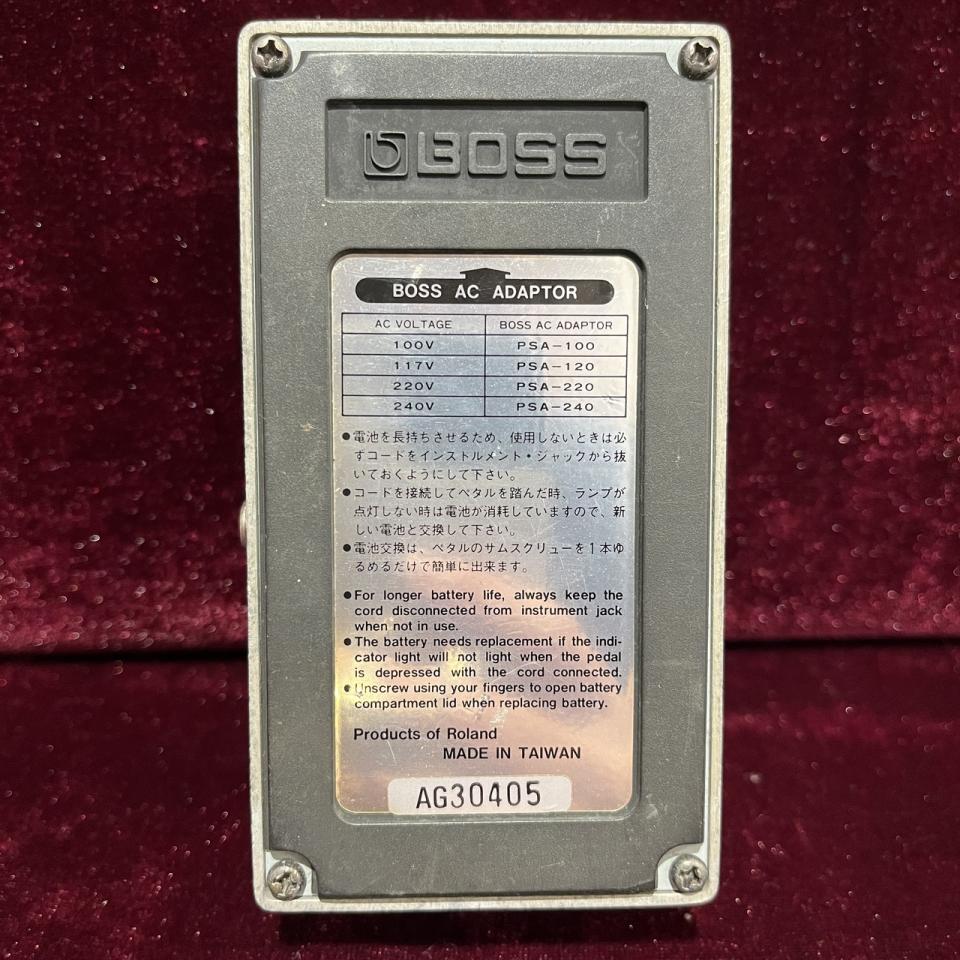 BOSS
BOSS AC ADAPTOR
AC VOLTAGE BOSS AC ADAPTOR
100V PSA-100
117V PSA-120
220V PSA-220
240V PSA-240
●電池を長持ちさせるため、使用しないときは必
ずコードをインストルメント・ジャックから抜
いておくようにして下さい。
●コードを接続してペタルを踏んだ時、ランプが
点灯しない時は電池が消耗していますので、新
しい電池と交換して下さい。
●電池交換は、ペタルのサムスクリューを1本ゆ
るめるだけで簡単に出来ます。
●For longer battery life, always keep the
cord disconnected from instrument jack
when not in use.
●The battery needs replacement if the indi-
cator light will not light when the pedal
is depressed with the cord connected.
●Unscrew using your fingers to open battery
compartment lid when replacing battery.
Products of Roland
MADE IN TAIWAN
AG30405